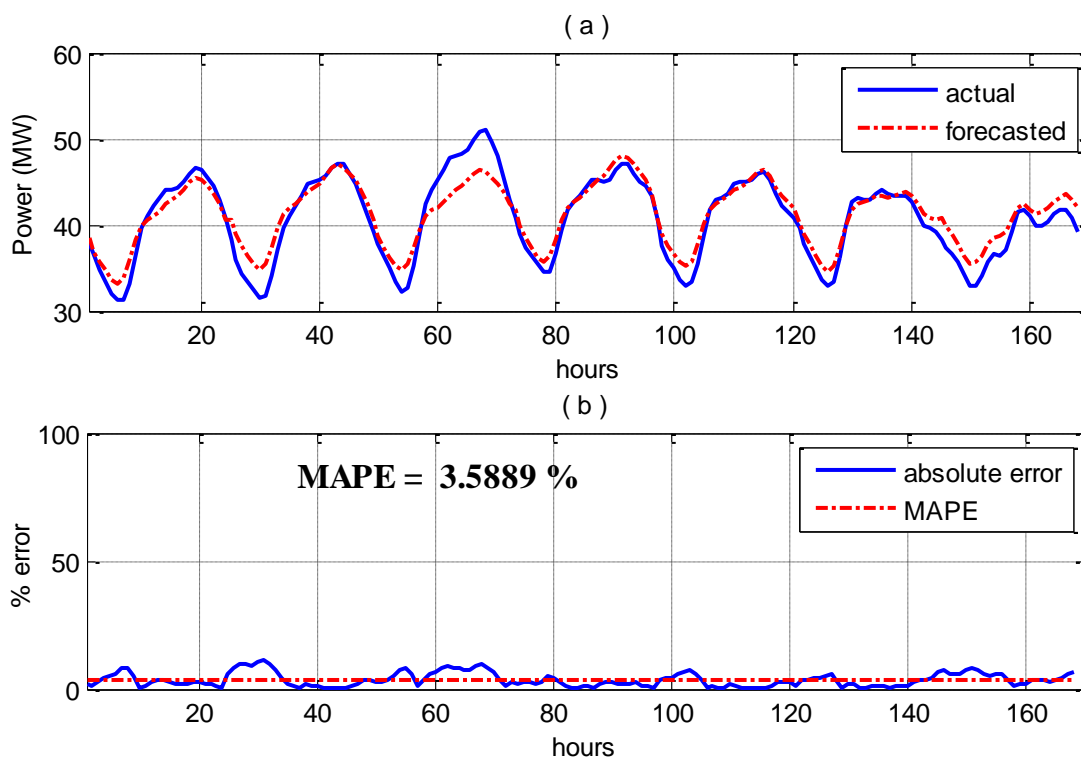 ( a )
60
50
40
30
Power (MW)
actual
forecasted
20 40 60 80 100 120 140 160
hours
( b )
100
50
0
% error
MAPE = 3.5889 %
absolute error
MAPE
20 40 60 80 100 120 140 160
hours